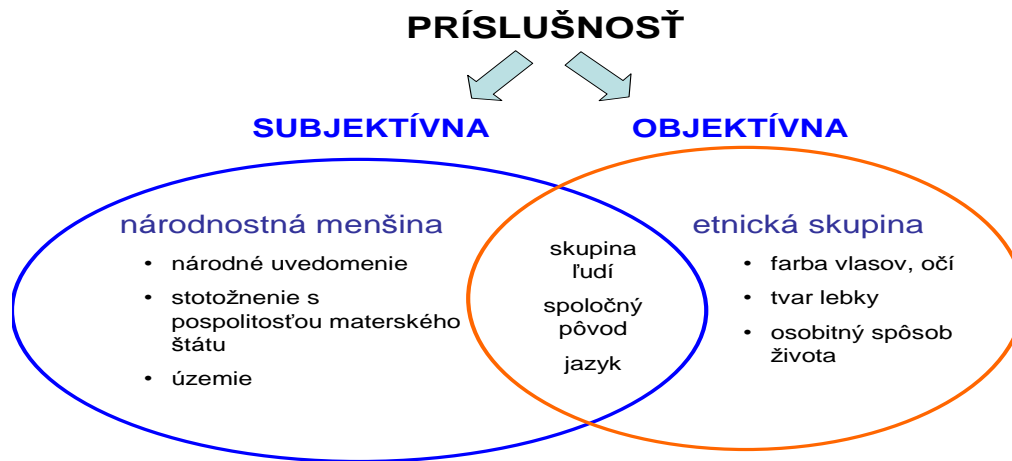 PRÍSLUŠNOSŤ
SUBJEKTÍVNA
OBJEKTÍVNA
národnostná menšina
• národné uvedomenie
• stotožnenie s
pospolitosťou materského
štátu
• územie
skupina
ľudí
spoločný
pôvod
jazyk
etnická skupina
• farba vlasov, očí
• tvar lebky
• osobitný spôsob
života